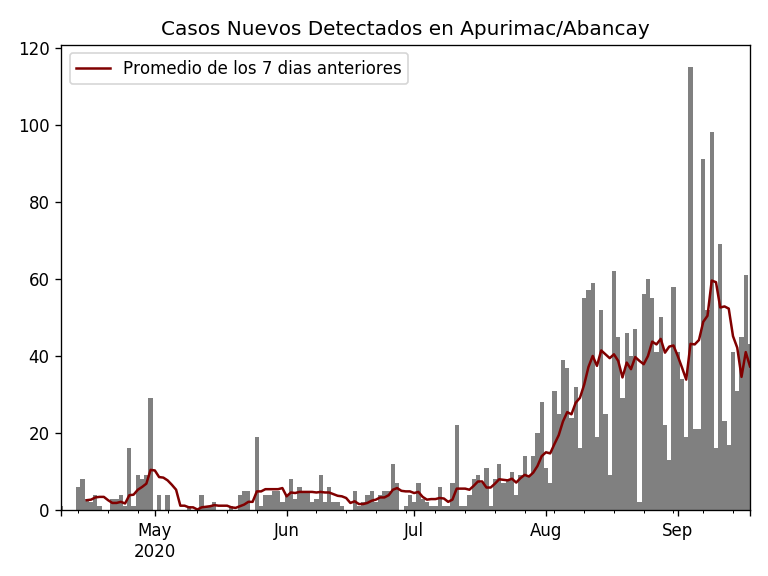 Casos Nuevos Detectados en Apurimac/Abancay
Promedio de los 7 dias anteriores
120
100
80
60
40
20
0
May
2020
Jun
Jul
Aug
Sep